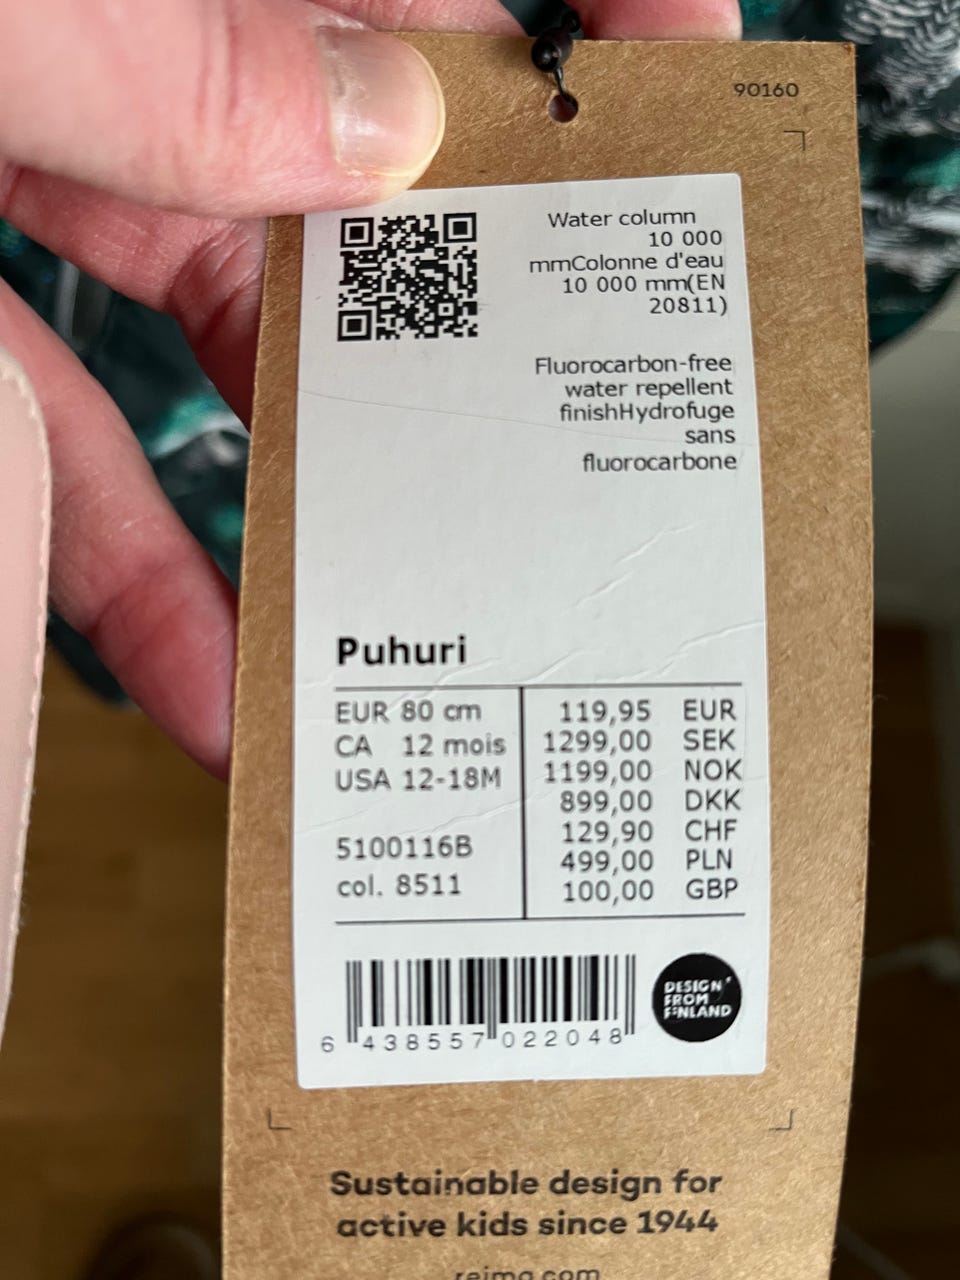 90160
Water column
10 000
mmColonne d'eau
10 000 mm(EN
20811)
Fluorocarbon-free
water repellent
finishHydrofuge
sans
fluorocarbone
Puhuri
EUR 80 cm
CA 12 mois
USA 12-18M
5100116B
col. 8511
119,95 EUR
1299,00 SEK
1199,00 NOK
899,00 DKK
129,90 CHF
499,00 PLN
100,00 GBP
6 438557 022048
DESIGN
FROM
FINLAND
Sustainable design for
active kids since 1944
reima.com